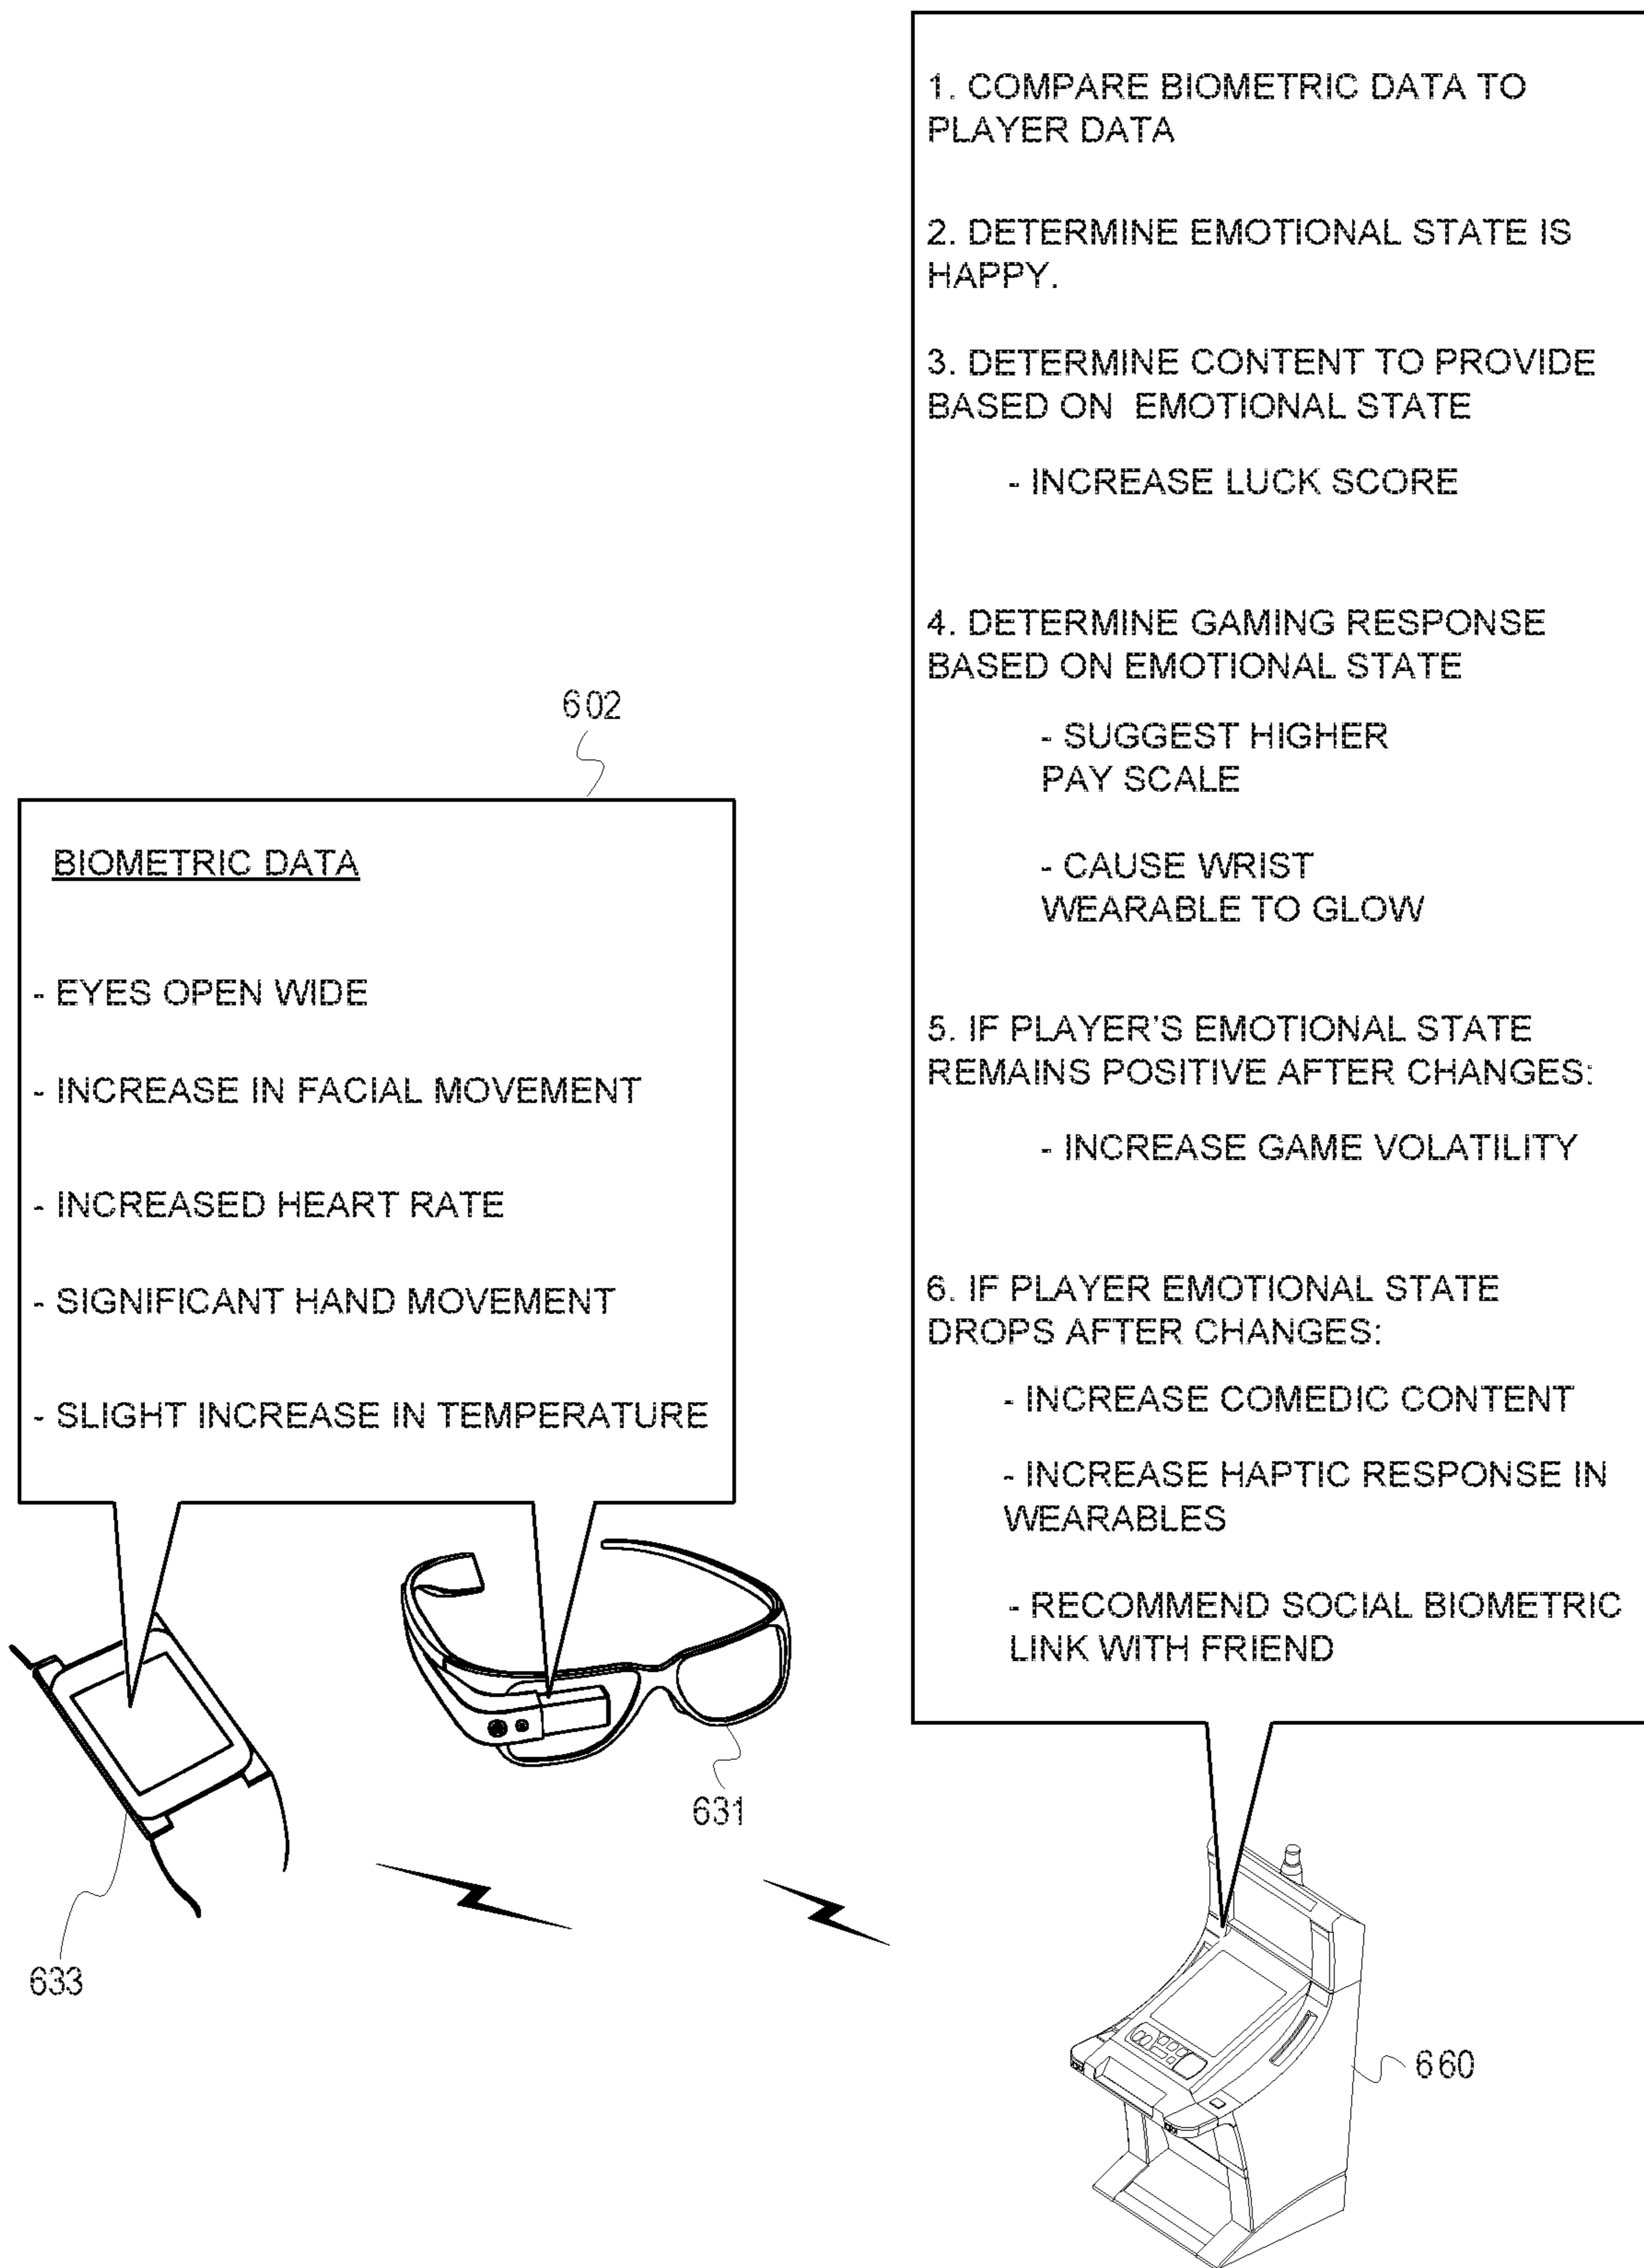 602
BIOMETRIC DATA
- EYES OPEN WIDE
- INCREASE IN FACIAL MOVEMENT
- INCREASED HEART RATE
- SIGNIFICANT HAND MOVEMENT
- SLIGHT INCREASE IN TEMPERATURE
633
631
1. COMPARE BIOMETRIC DATA TO
PLAYER DATA
2. DETERMINE EMOTIONAL STATE IS
HAPPY.
3. DETERMINE CONTENT TO PROVIDE
BASED ON EMOTIONAL STATE
- INCREASE LUCK SCORE
4. DETERMINE GAMING RESPONSE
BASED ON EMOTIONAL STATE
- SUGGEST HIGHER
PAY SCALE
- CAUSE WRIST
WEARABLE TO GLOW
5. IF PLAYER'S EMOTIONAL STATE
REMAINS POSITIVE AFTER CHANGES:
- INCREASE GAME VOLATILITY
6. IF PLAYER EMOTIONAL STATE
DROPS AFTER CHANGES:
- INCREASE COMEDIC CONTENT
- INCREASE HAPTIC RESPONSE IN
WEARABLES
- RECOMMEND SOCIAL BIOMETRIC
LINK WITH FRIEND
660